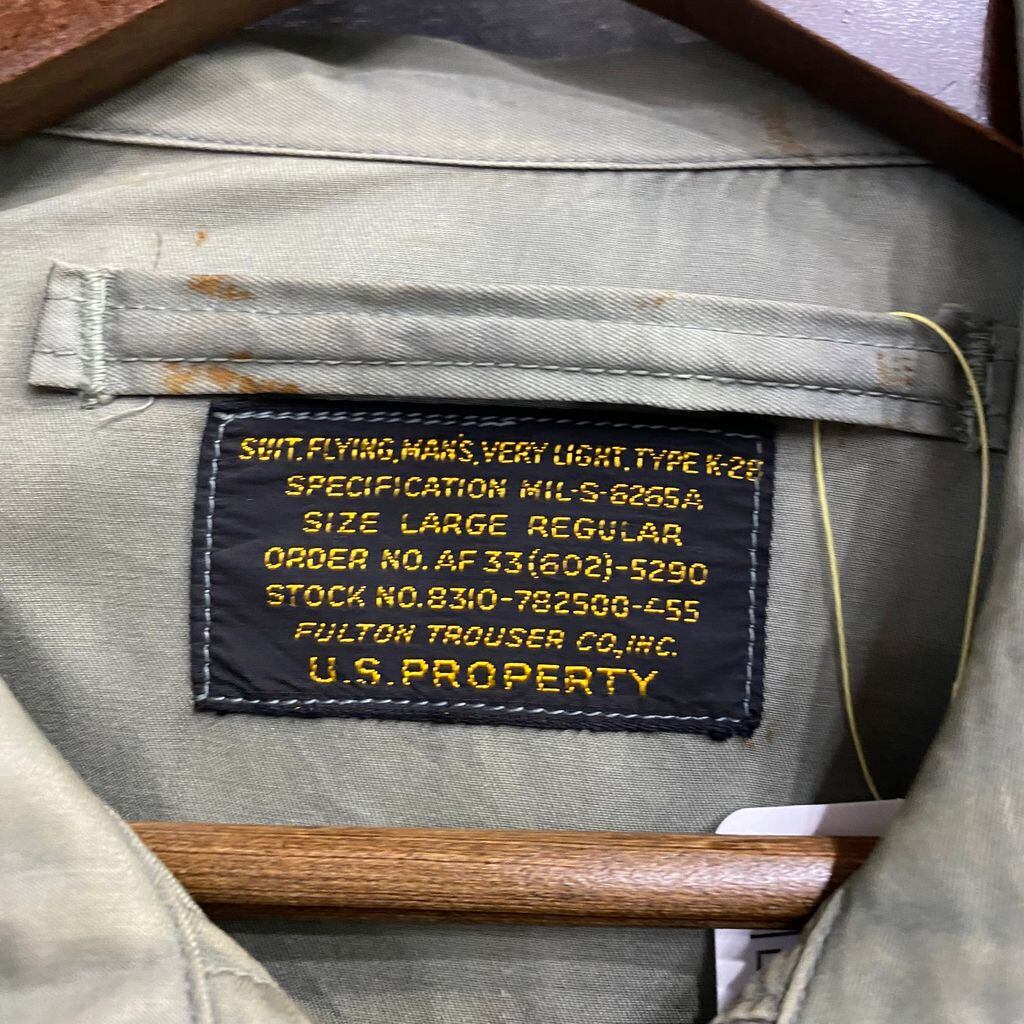 SUIT, FLYING, MAN'S, VERY LIGHT, TYPE K-2B
SPECIFICATION MIL-S-6265A
SIZE LARGE REGULAR
ORDER NO. AF 33(602)-5290
STOCK NO. 8310-782500-455
FULTON TROUSER CO., INC.
U.S. PROPERTY